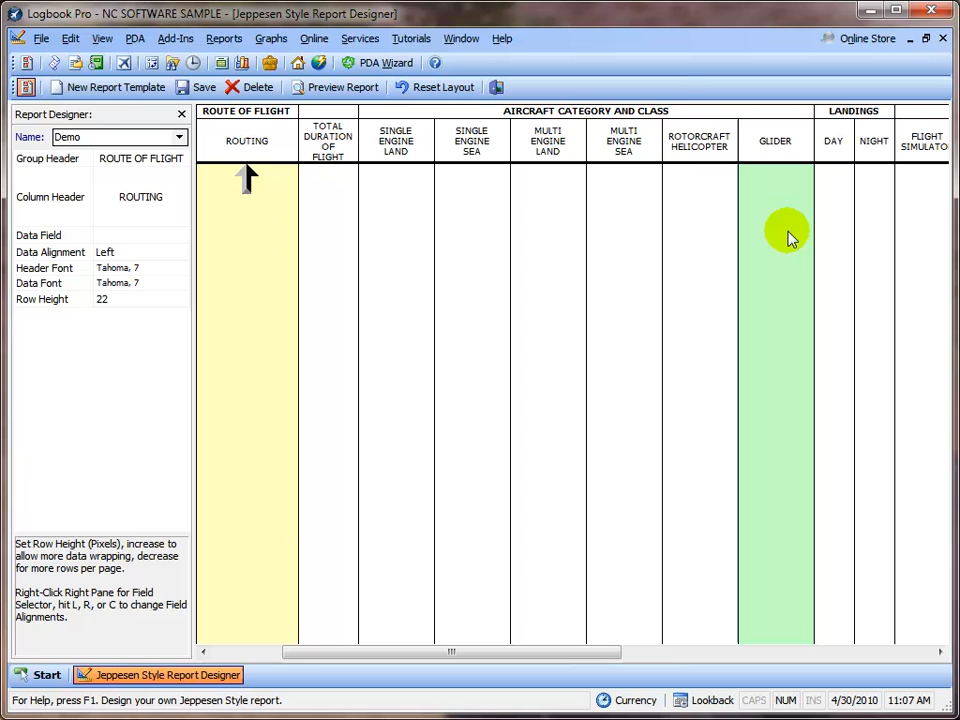 Logbook Pro - NC SOFTWARE SAMPLE - [Jeppesen Style Report Designer]
File Edit View PDA Add-Ins Reports Graphs Online Services Tutorials Window Help Online Store
PDA Wizard
New Report Template Save Delete Preview Report Reset Layout
Report Designer:
Name: Demo
Group Header ROUTE OF FLIGHT
Column Header ROUTING
Data Field
Data Alignment Left
Header Font Tahoma, 7
Data Font Tahoma, 7
Row Height 22
Set Row Height (Pixels), increase to
allow more data wrapping, decrease
for more rows per page.
Right-Click Right Pane for Field
Selector, hit L, R, or C to change Field
Alignments.
ROUTE OF FLIGHT AIRCRAFT CATEGORY AND CLASS LANDINGS
ROUTING
TOTAL
DURATION
OF
FLIGHT
SINGLE
ENGINE
LAND
SINGLE
ENGINE
SEA
MULTI
ENGINE
LAND
MULTI
ENGINE
SEA
ROTORCRAFT
HELICOPTER
GLIDER
DAY
NIGHT
FLIGHT
SIMULATO
Start Jeppesen Style Report Designer
For Help, press F1. Design your own Jeppesen Style report. Currency Lookback CAPS NUM INS 4/30/2010 11:07 AM